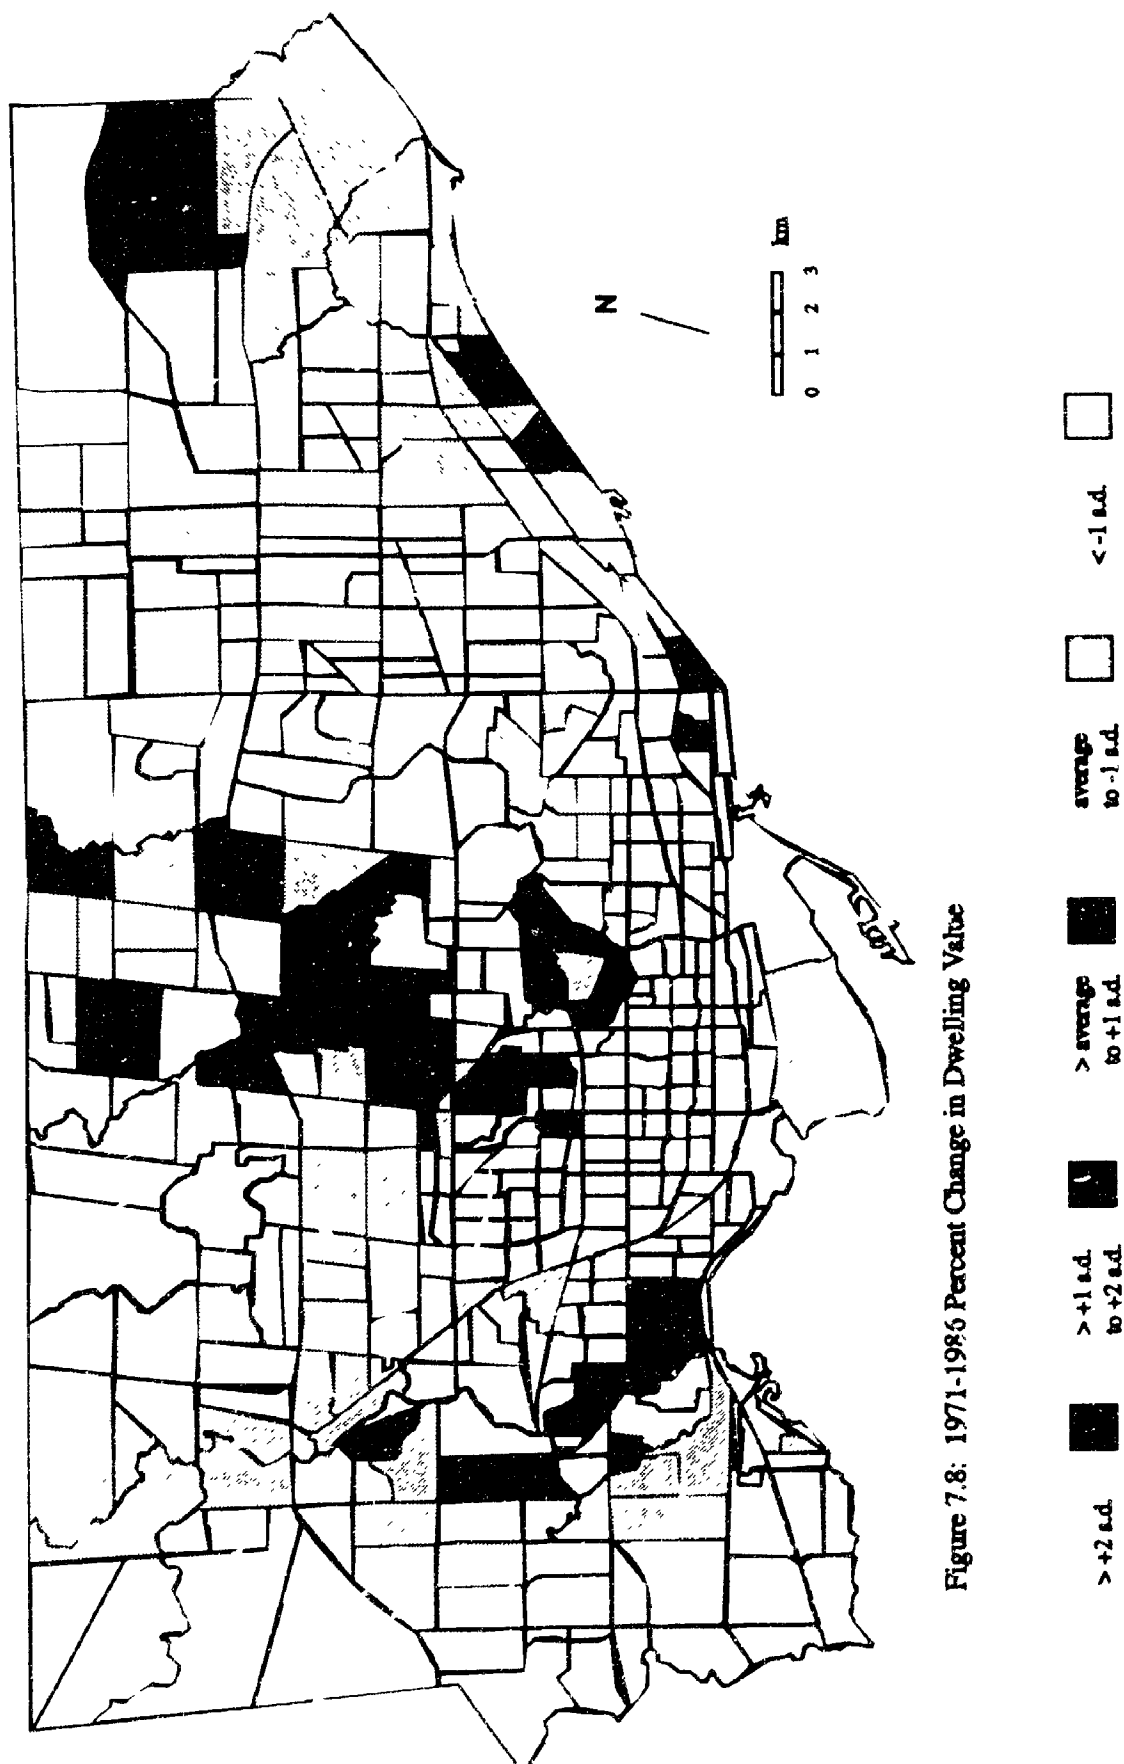 N
km
0 1 2 3
Figure 7.8: 1971-1986 Percent Change in Dwelling Value
> +2 s.d.
> +1 s.d.
to +2 s.d.
> average
to +1 s.d.
average
to -1 s.d.
< -1 s.d.